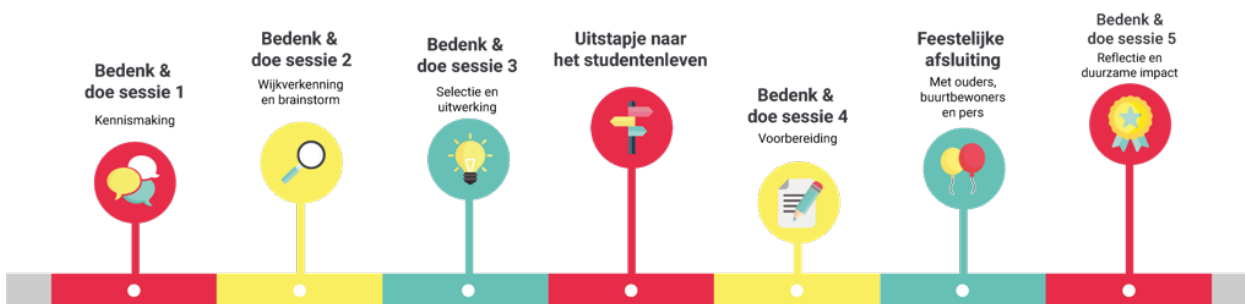 Bedenk &
doe sessie 1
Kennismaking
Bedenk &
doe sessie 2
Wijkverkenning
en brainstorm
Bedenk &
doe sessie 3
Selectie en
uitwerking
Uitstapje naar
het studentenleven
Bedenk &
doe sessie 4
Voorbereiding
Feestelijke
afsluiting
Met ouders,
buurtbewoners
en pers
Bedenk &
doe sessie 5
Reflectie en
duurzame impact